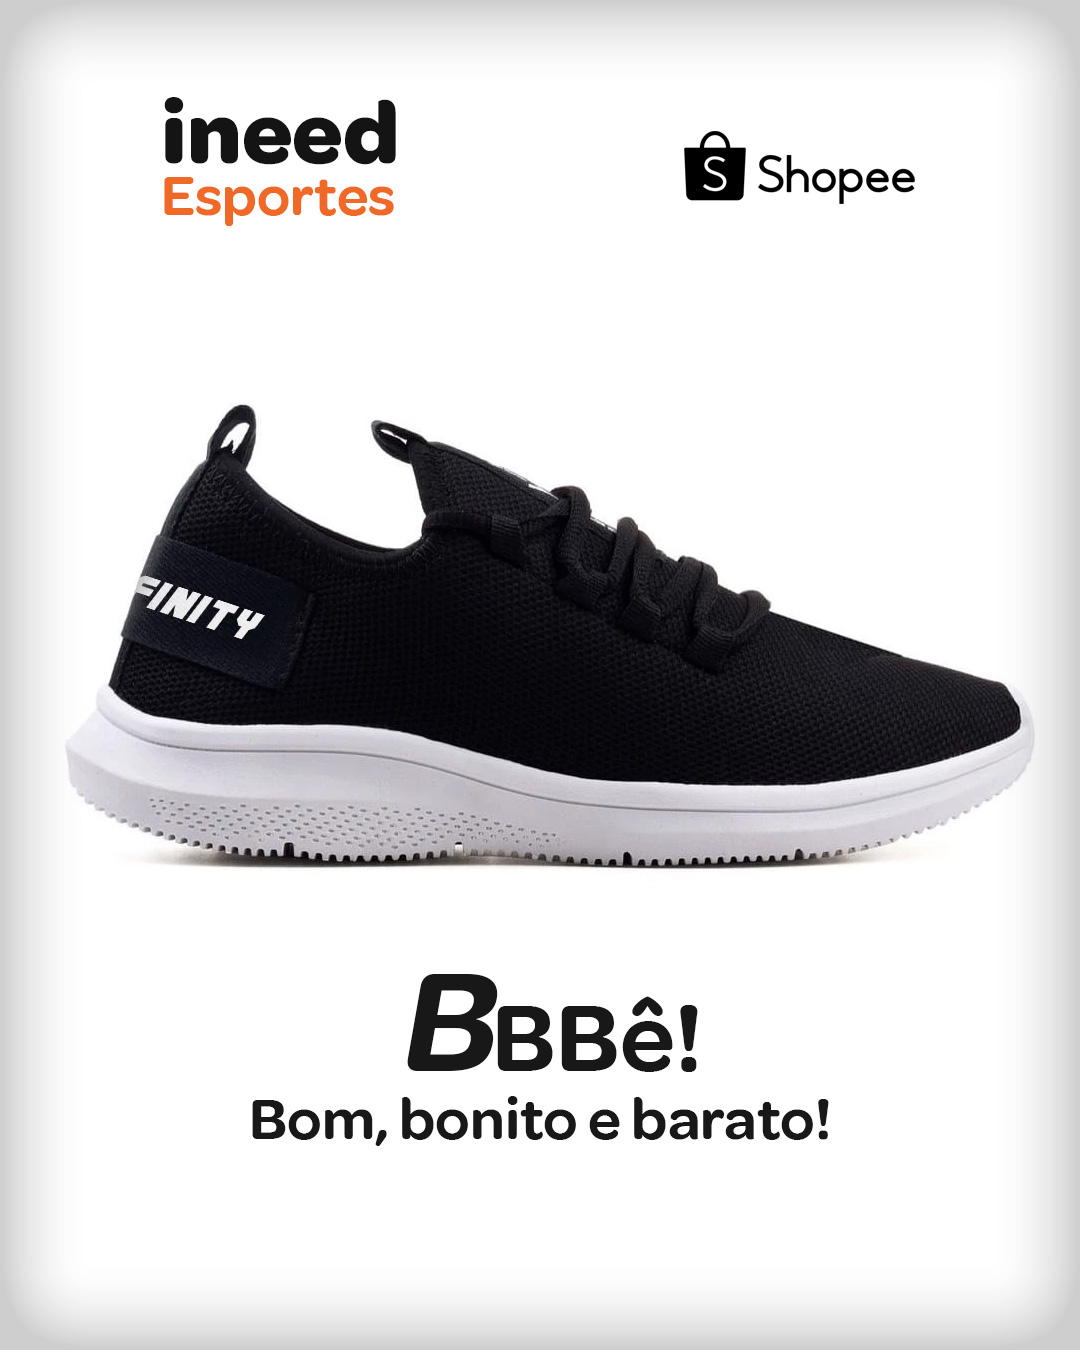 ineed
Esportes
S Shopee
FINITY
BBBê!
Bom, bonito e barato!